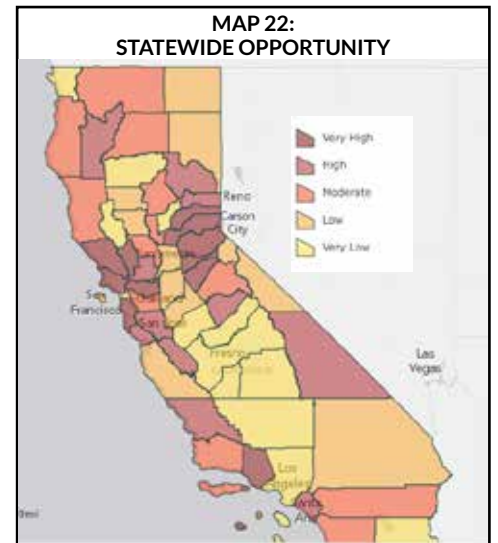 MAP 22:
STATEWIDE OPPORTUNITY
Very High
High
Moderate
Low
Very Low
Reno
Carson
City
San
Francisco
San
Fresno
Las
Vegas
Los
Angeles